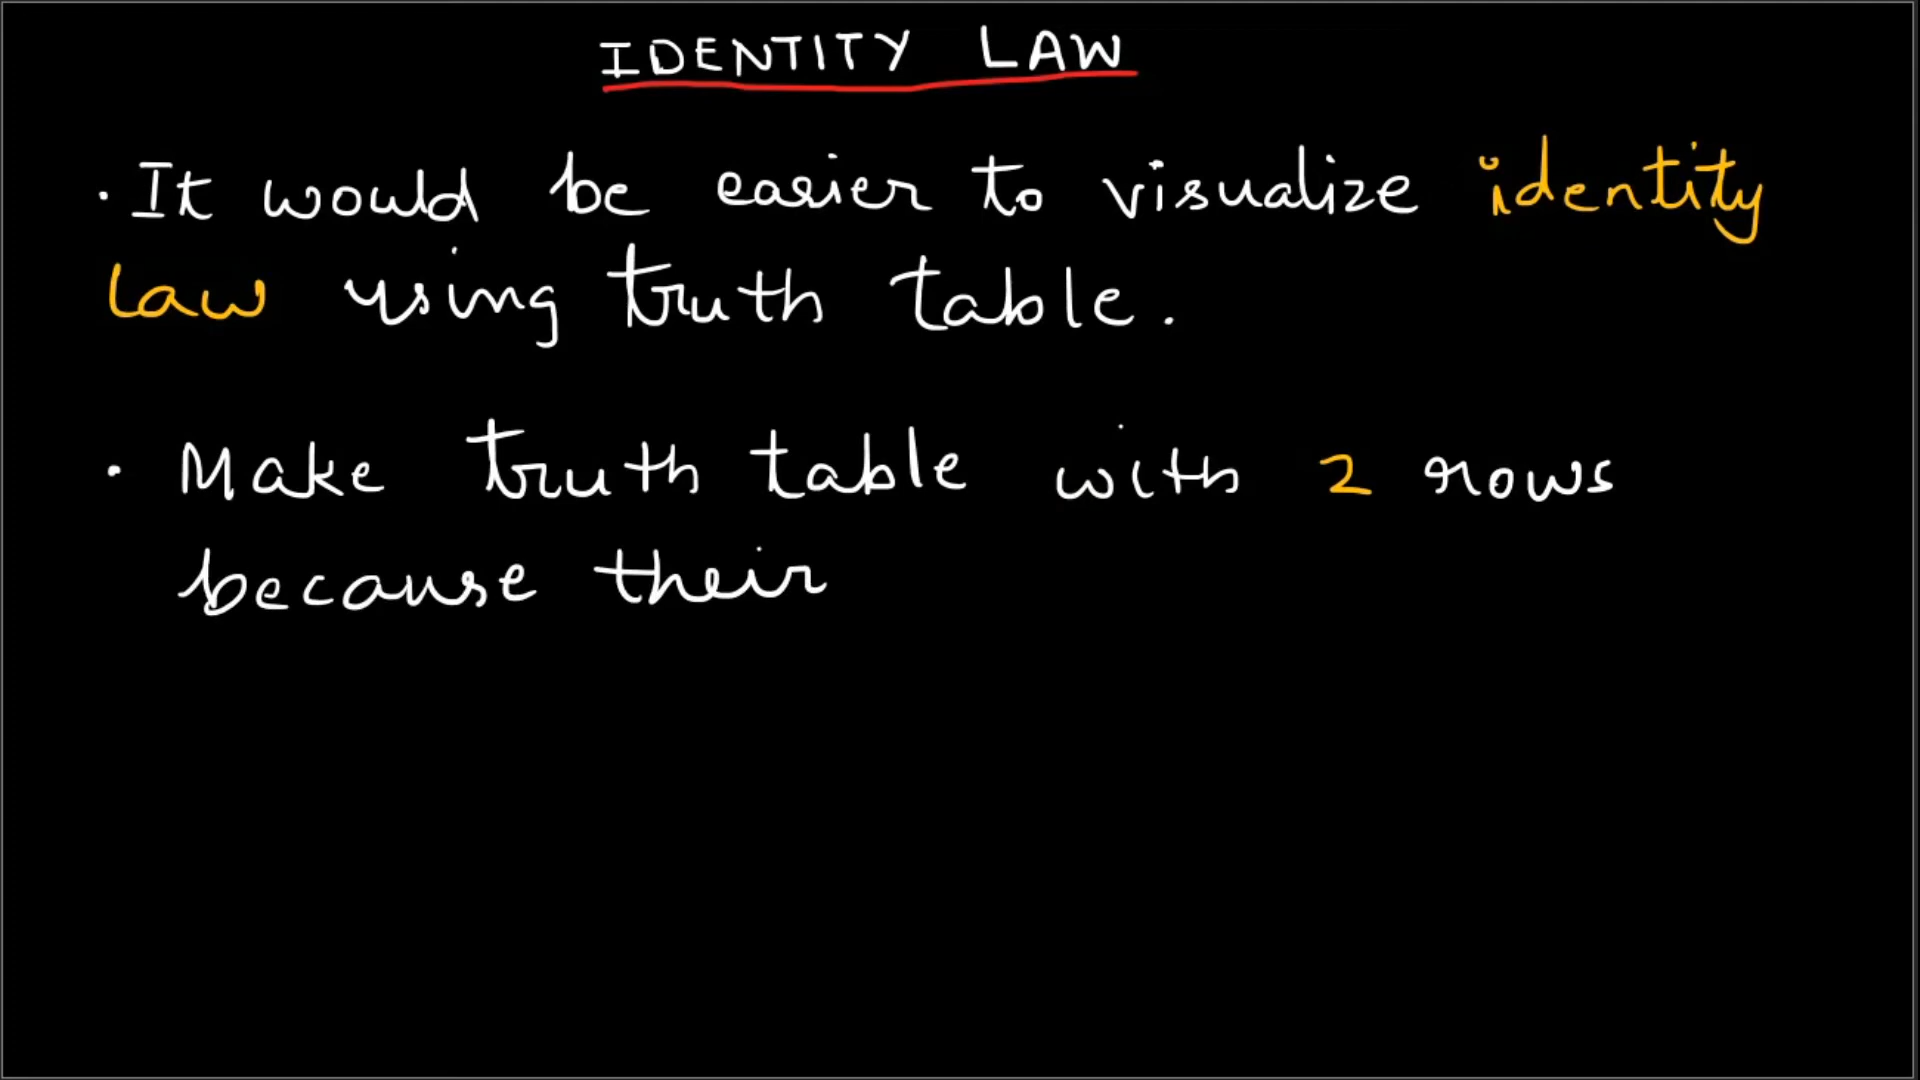 IDENTITY LAW
· It would be easier to visualize identity
law using truth table.
· Make truth table with 2 rows
because their